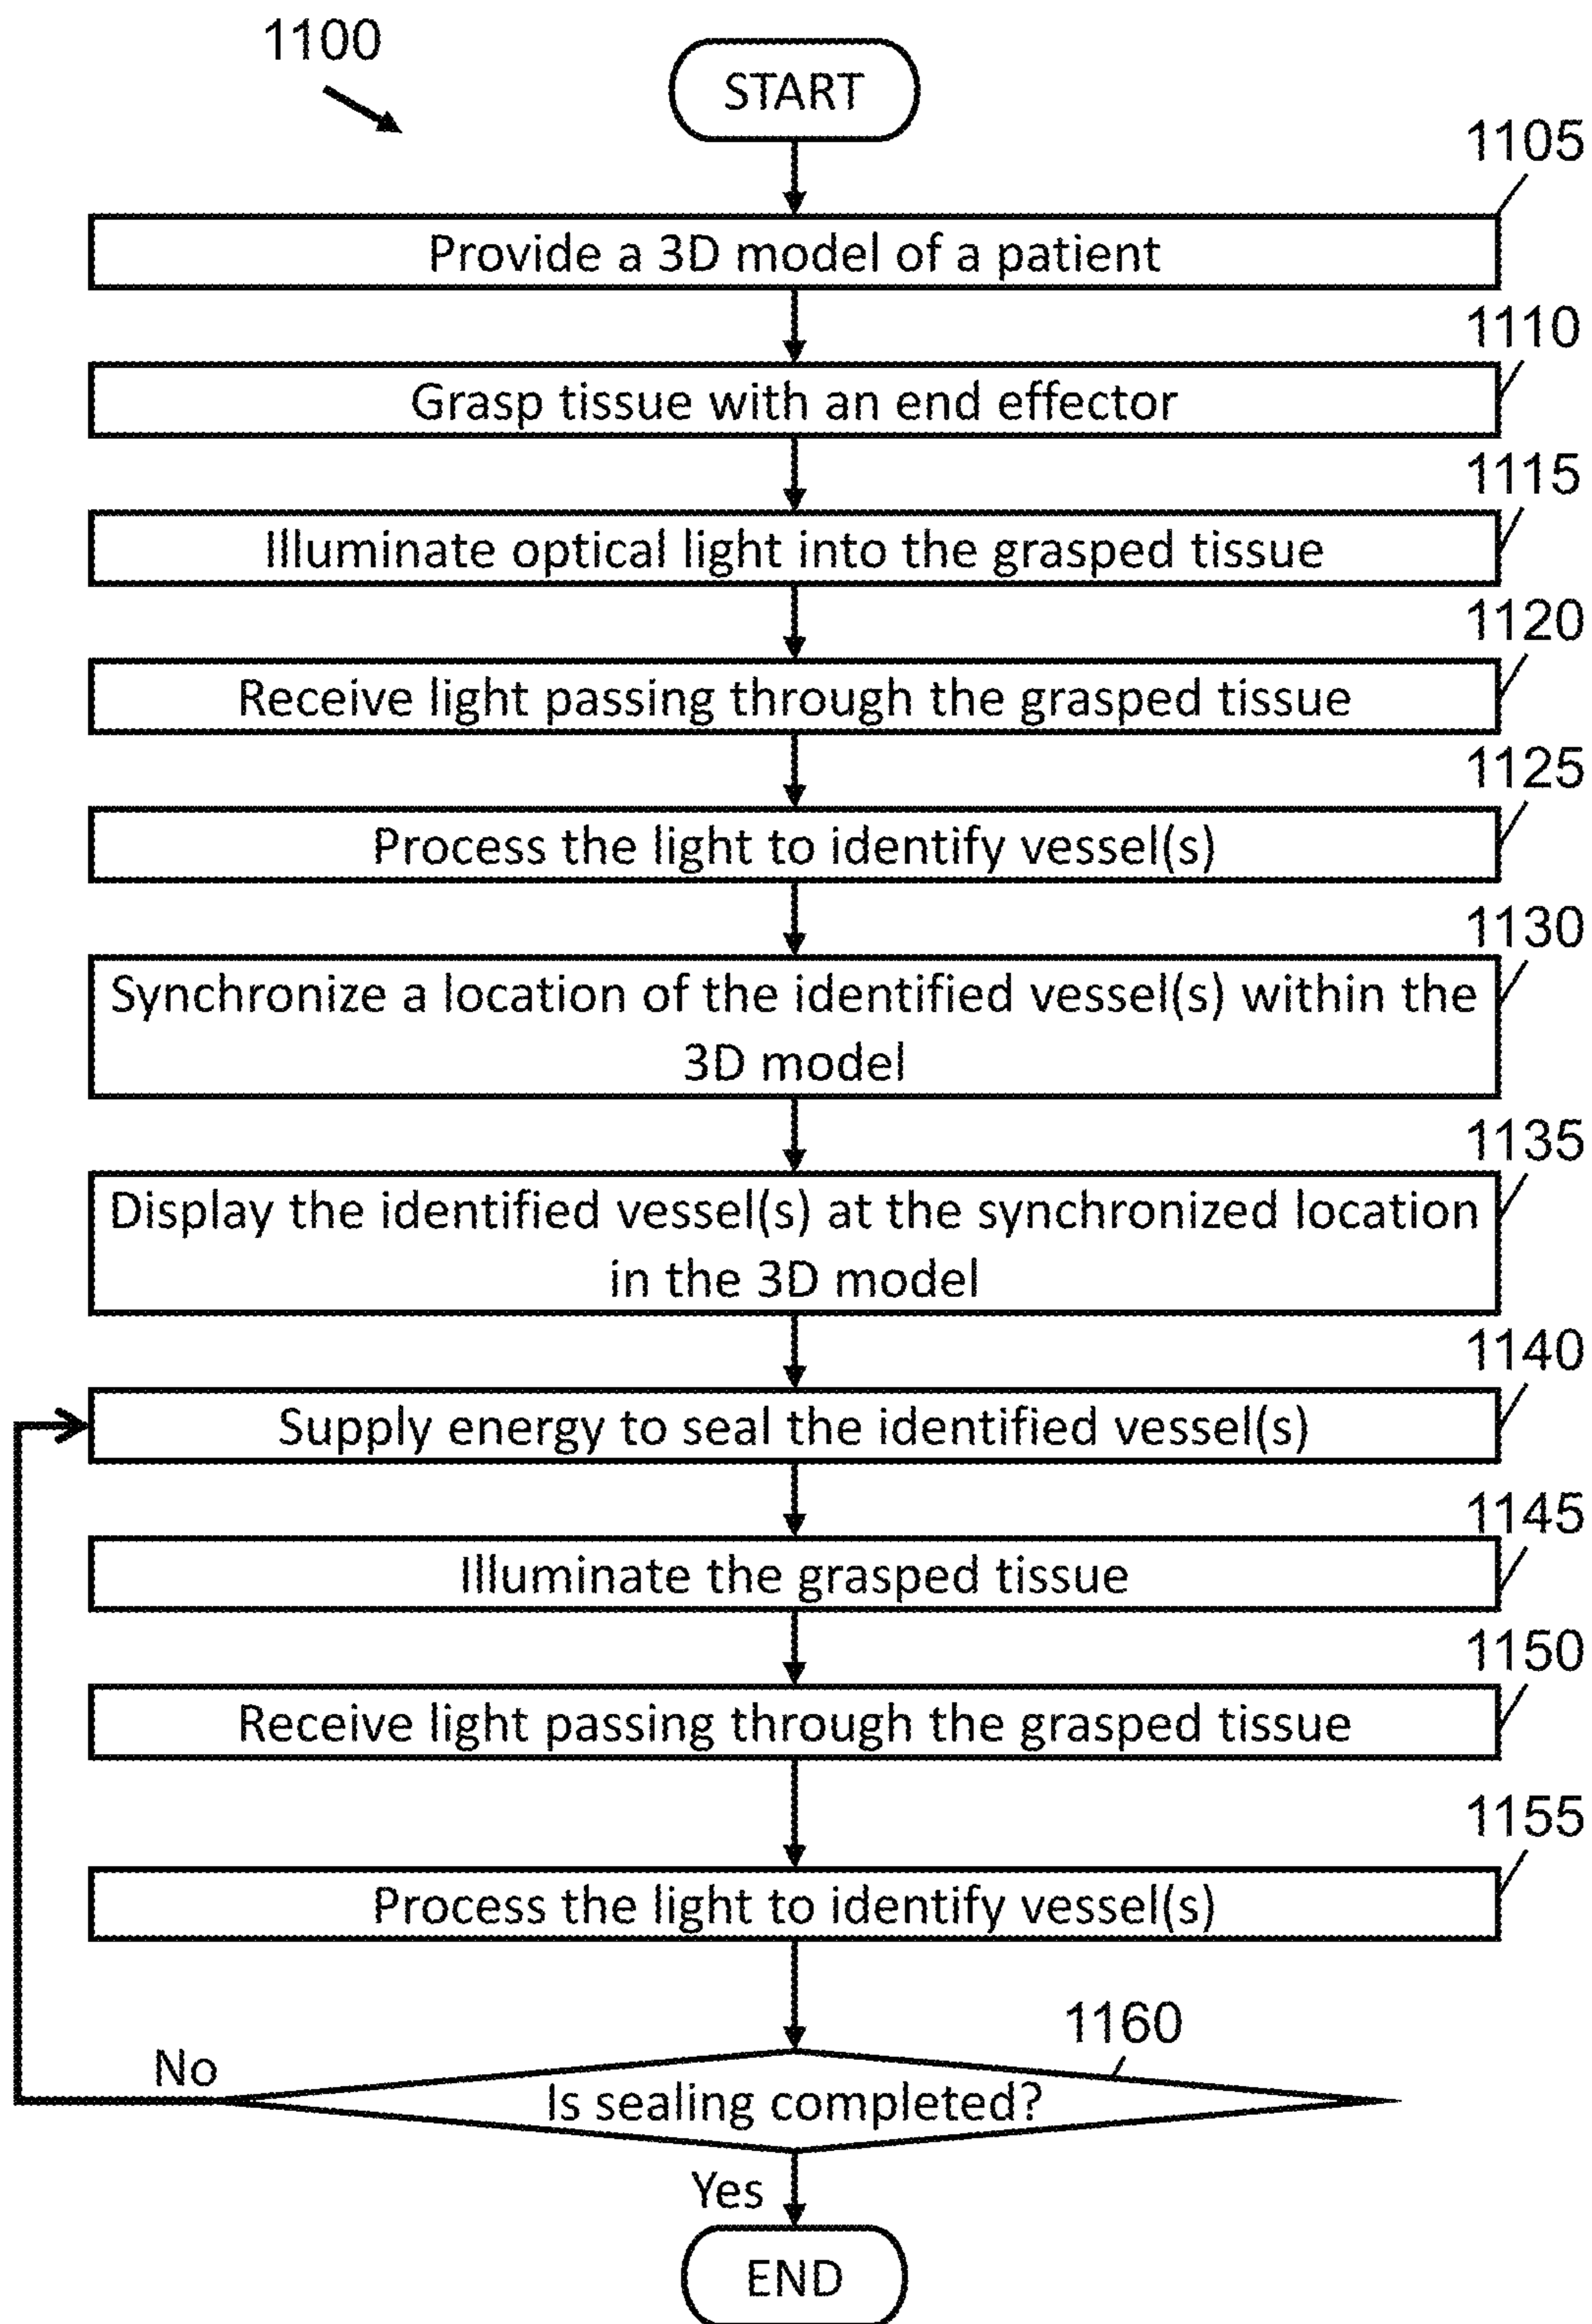 1100
START
1105
Provide a 3D model of a patient
1110
Grasp tissue with an end effector
1115
Illuminate optical light into the grasped tissue
1120
Receive light passing through the grasped tissue
1125
Process the light to identify vessel(s)
1130
Synchronize a location of the identified vessel(s) within the
3D model
1135
Display the identified vessel(s) at the synchronized location
in the 3D model
1140
Supply energy to seal the identified vessel(s)
1145
Illuminate the grasped tissue
1150
Receive light passing through the grasped tissue
1155
Process the light to identify vessel(s)
1160
No
Is sealing completed?
Yes
END